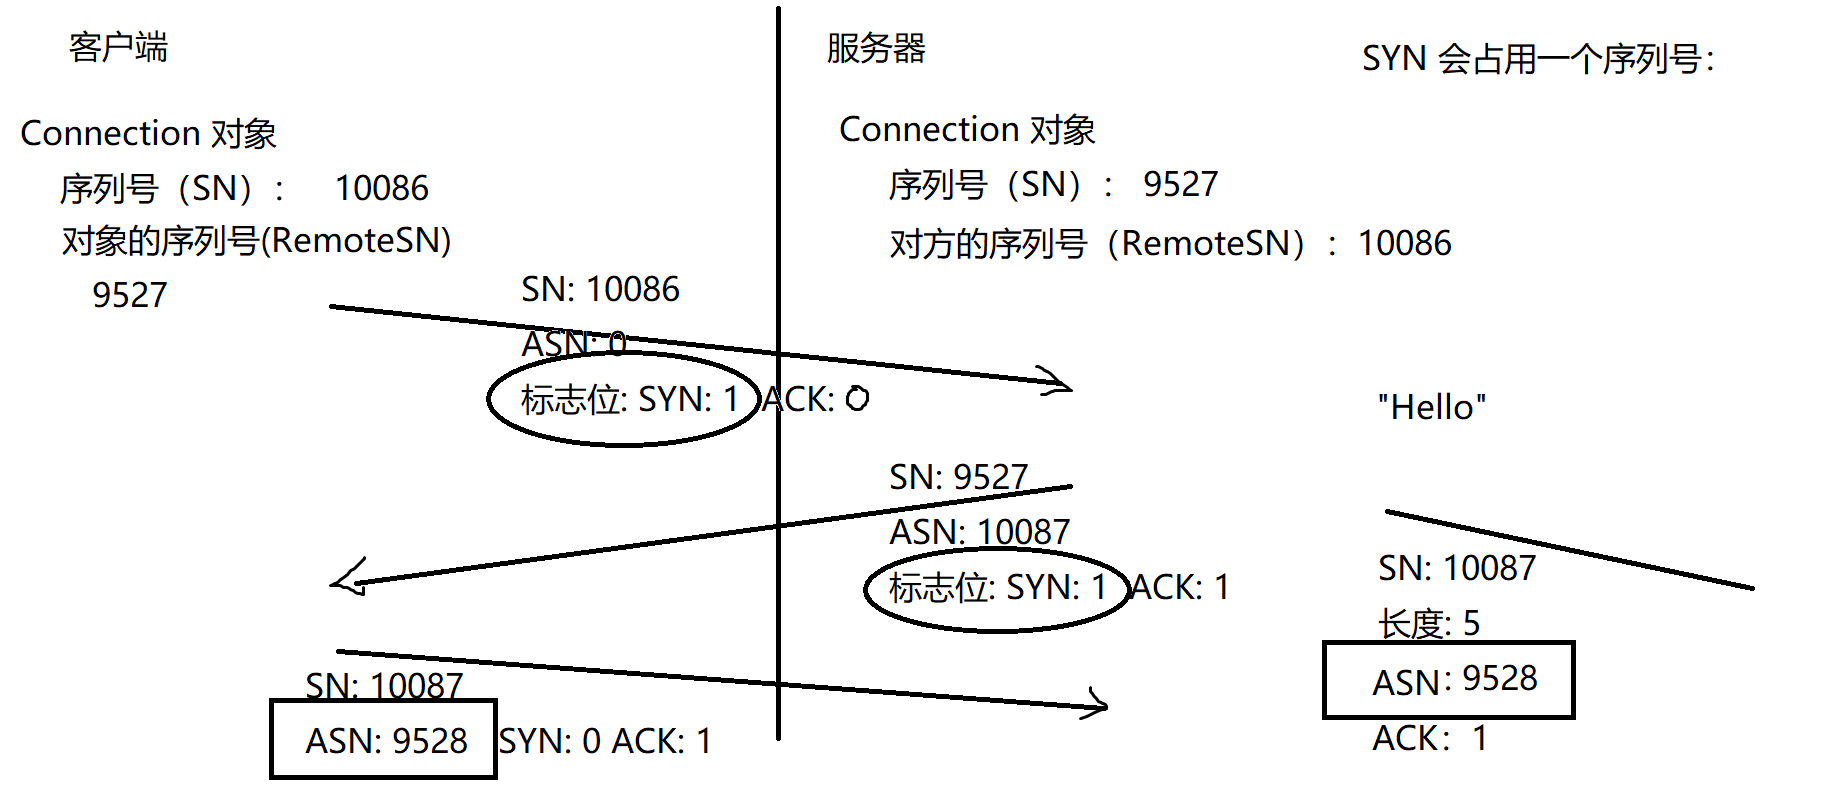 客户端
Connection 对象
序列号（SN）： 10086
对象的序列号(RemoteSN)
9527
服务器
Connection 对象
序列号（SN）： 9527
对方的序列号（RemoteSN）：10086
SN: 10086
ASN: 0
标志位: SYN: 1 ACK: 0
SN: 9527
ASN: 10087
标志位: SYN: 1 ACK: 1
SN: 10087
ASN: 9528 SYN: 0 ACK: 1
SYN 会占用一个序列号：
"Hello"
SN: 10087
长度: 5
ASN：9528
ACK：1